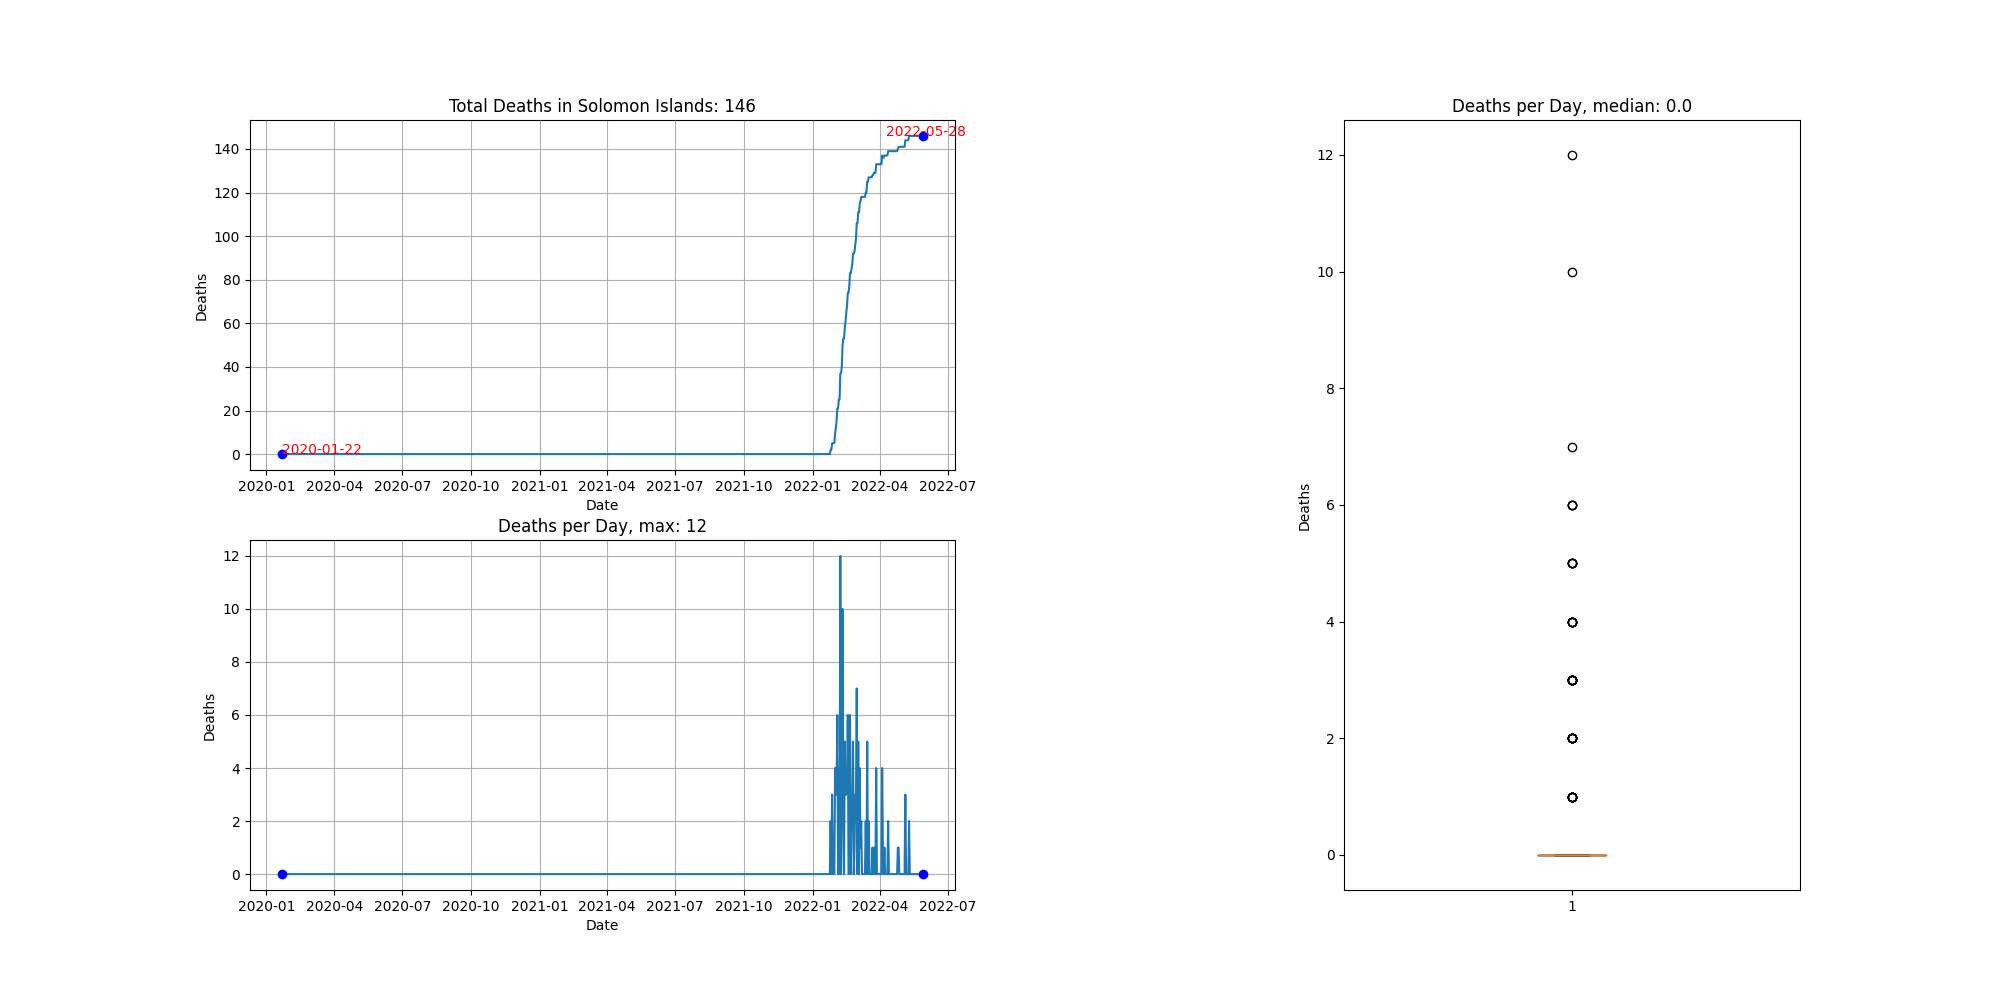 Total Deaths in Solomon Islands: 146
Deaths
140
120
100
80
60
40
20
0
2022-05-28
2020-01-22
2020-01 2020-04 2020-07 2020-10 2021-01 2021-04 2021-07 2021-10 2022-01 2022-04 2022-07
Date
Deaths per Day, max: 12
Deaths
12
10
8
6
4
2
0
2020-01 2020-04 2020-07 2020-10 2021-01 2021-04 2021-07 2021-10 2022-01 2022-04 2022-07
Date
Deaths per Day, median: 0.0
Deaths
12
10
8
6
4
2
0
1